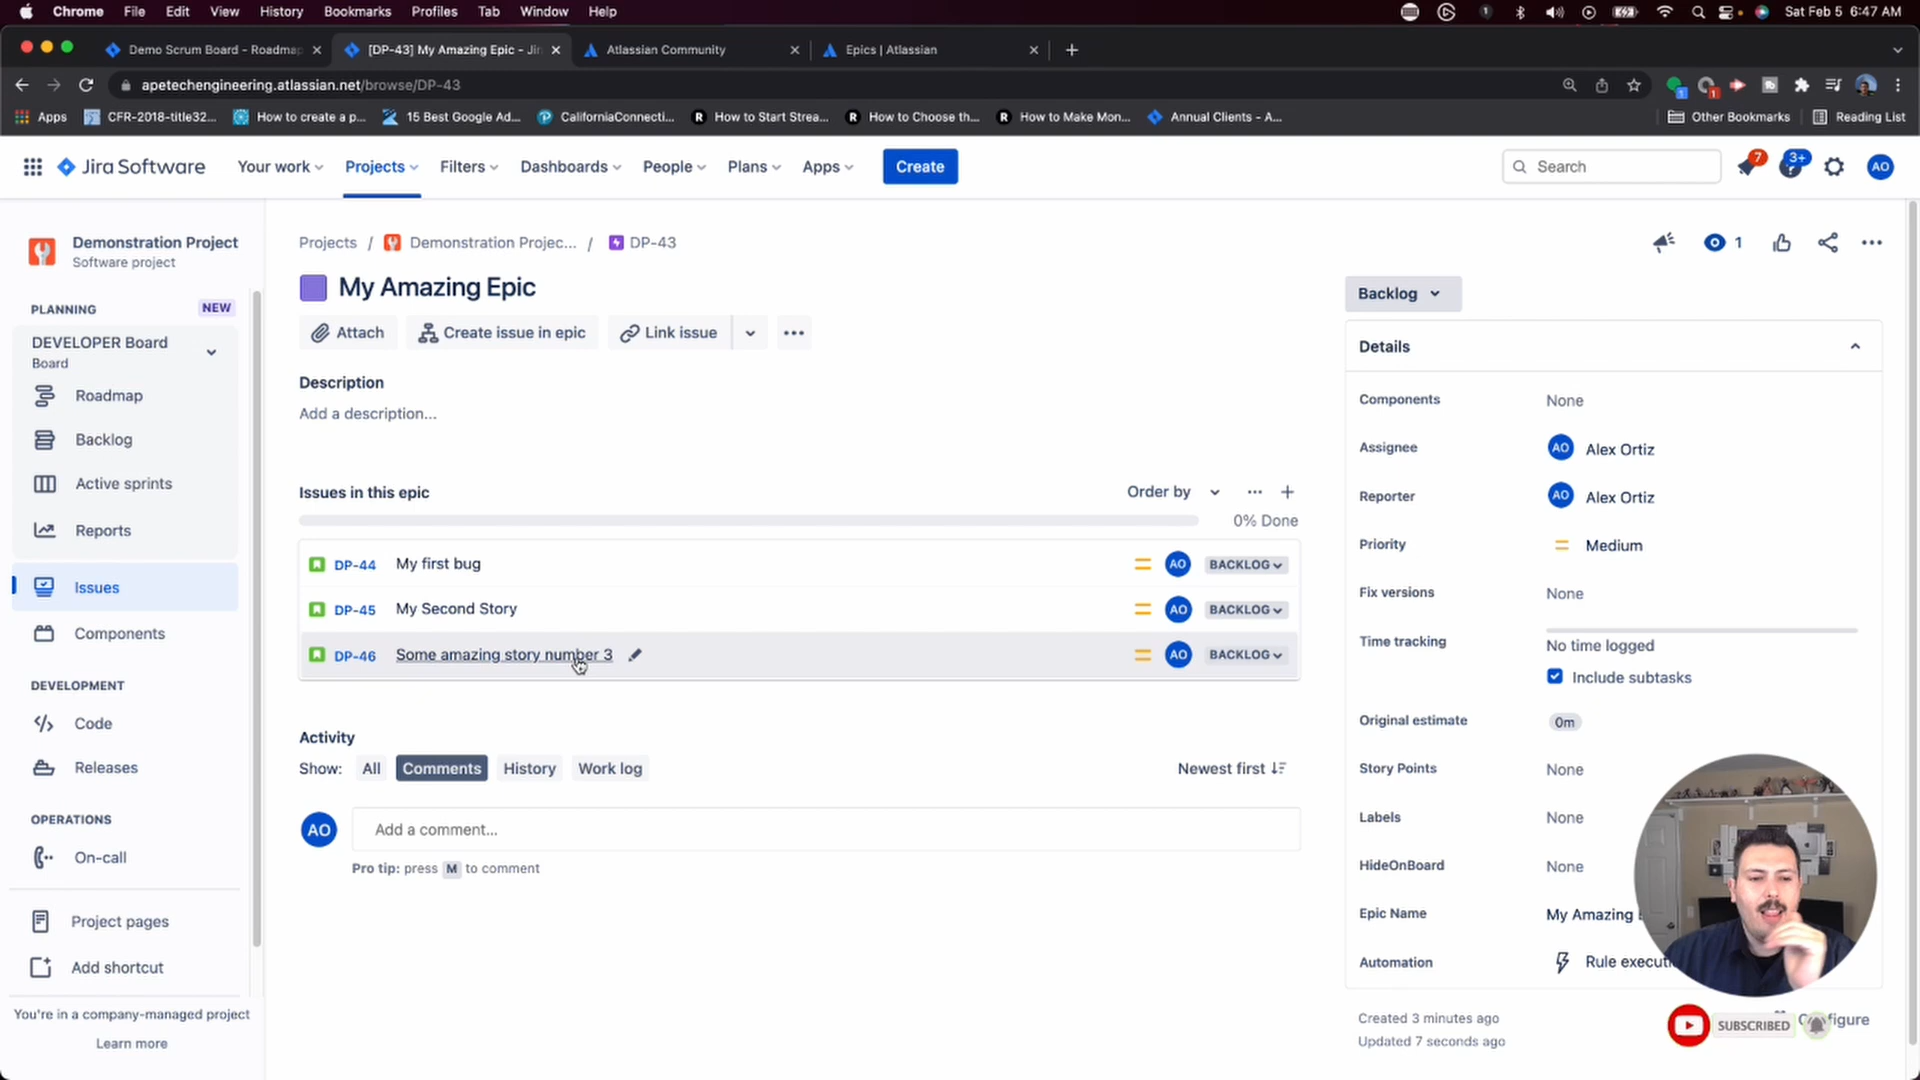 Chrome File Edit View History Bookmarks Profiles Tab Window Help
Sat Feb 5 6:47 AM
Demo Scrum Board - Roadma
[DP-43] My Amazing Epic - Jir
Atlassian Community
Epics | Atlassian
apetechengineering.atlassian.net/browse/DP-43
Apps CFR-2018-title32... How to create a p... 15 Best Google Ad... CaliforniaConnecti... How to Start Strea... How to Choose th... How to Make Mon... Annual Clients - A... Other Bookmarks Reading List
Jira Software Your work Projects Filters Dashboards People Plans Apps Create Search 7 3+ AO
Demonstration Project
Software project
PLANNING NEW
DEVELOPER Board
Board
Roadmap
Backlog
Active sprints
Reports
Issues
Components
DEVELOPMENT
Code
Releases
OPERATIONS
On-call
Project pages
Add shortcut
You're in a company-managed project
Learn more
Projects / Demonstration Projec... / DP-43
1
My Amazing Epic
Attach Create issue in epic Link issue
Description
Add a description...
Issues in this epic Order by
0% Done
DP-44 My first bug AO BACKLOG
DP-45 My Second Story AO BACKLOG
DP-46 Some amazing story number 3 AO BACKLOG
Activity
Show: All Comments History Work log Newest first
AO Add a comment...
Pro tip: press M to comment
Backlog
Details
Components None
Assignee AO Alex Ortiz
Reporter AO Alex Ortiz
Priority Medium
Fix versions None
Time tracking No time logged
Include subtasks
Original estimate 0m
Story Points None
Labels None
HideOnBoard None
Epic Name My Amazing
Automation Rule executi
Created 3 minutes ago
Updated 7 seconds ago
SUBSCRIBED
figure